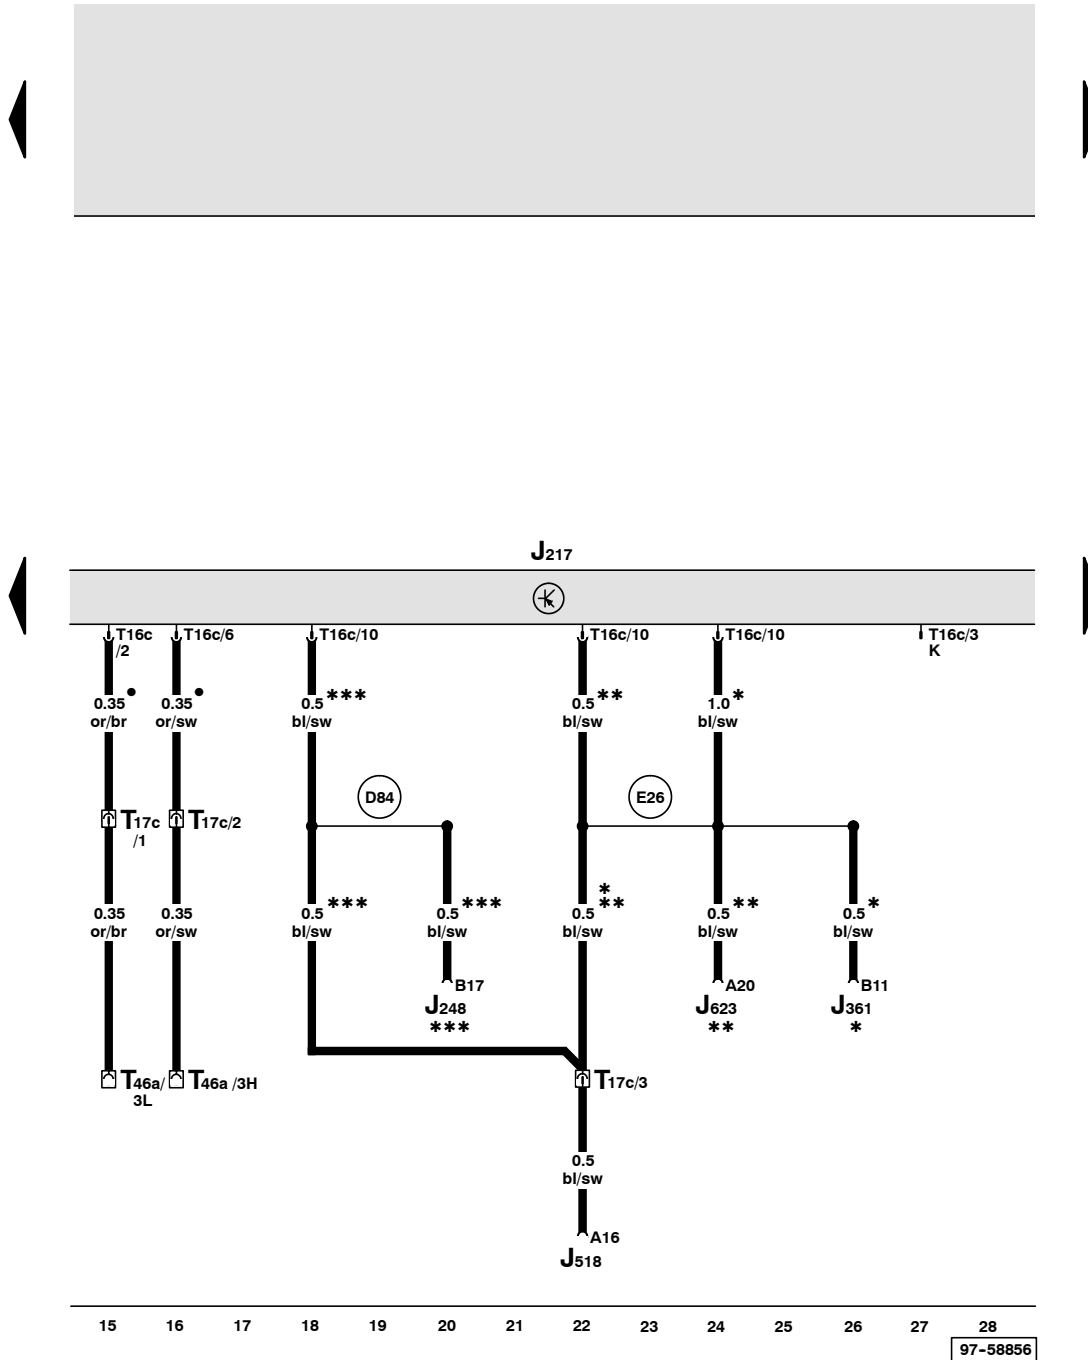 J217
T16c T16c/6 T16c/10 T16c/10 T16c/10 T16c/3
/2 K
0.35 • 0.35 • 0.5 *** 0.5 ** 1.0 *
or/br or/sw bl/sw bl/sw bl/sw
D84 E26
T17c T17c/2
/1
*
0.35 0.35 0.5 *** 0.5 *** 0.5 ** 0.5 ** 0.5 *
or/br or/sw bl/sw bl/sw bl/sw bl/sw bl/sw
B17 A20 B11
J248 J623 J361
*** ** *
T46a/ T46a /3H T17c/3
3L
0.5
bl/sw
A16
J518
15 16 17 18 19 20 21 22 23 24 25 26 27 28
97-58856